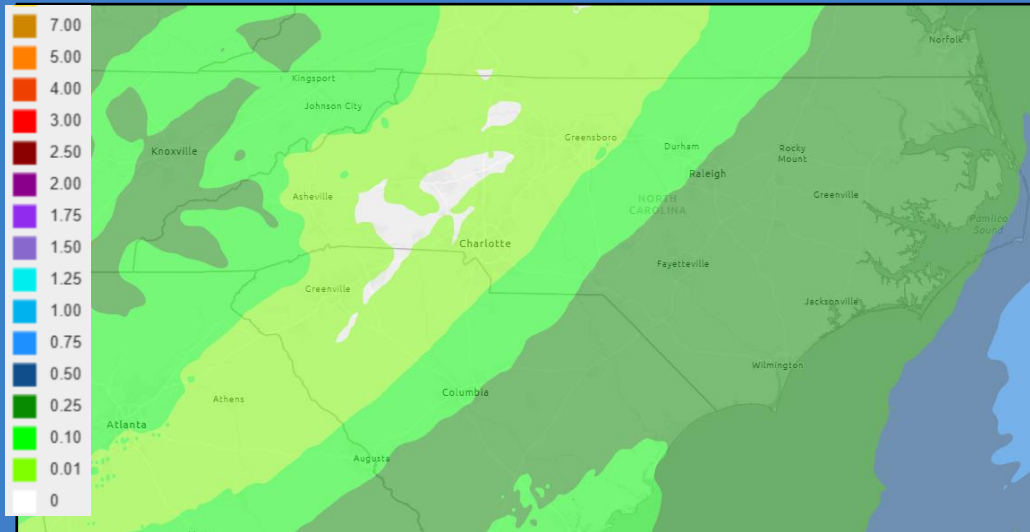 7.00
5.00
4.00
3.00
2.50
2.00
1.75
1.50
1.25
1.00
0.75
0.50
0.25
0.10
0.01
0
Norfolk
Kingsport
Johnson City
Knoxville
Greensboro
Durham
Rocky
Mount
Raleigh
Asheville
NORTH
CAROLINA
Greenville
Pamlico
Sound
Charlotte
Fayetteville
Greenville
Jacksonville
Wilmington
Columbia
Athens
Atlanta
Augusta